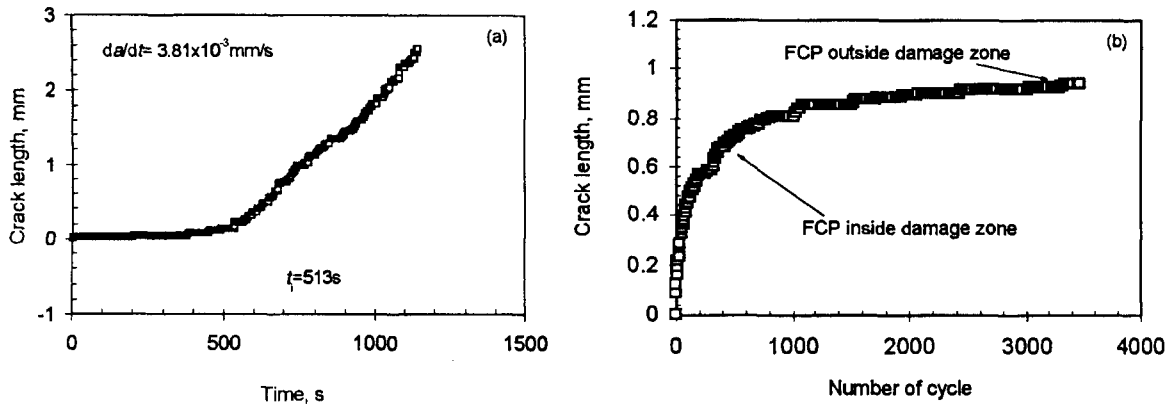 (a)
da/dt= 3.81x10⁻³mm/s
3
2
1
0
-1
Crack length, mm
tᵢ=513s
0 500 1000 1500
Time, s
(b)
FCP outside damage zone
1.2
1
0.8
0.6
0.4
0.2
0
Crack length, mm
FCP inside damage zone
0 1000 2000 3000 4000
Number of cycle